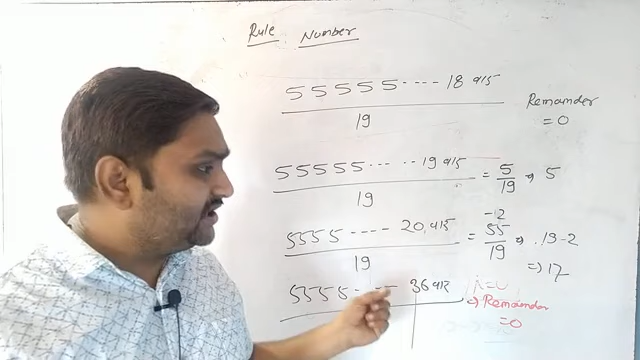 Rule Number
55555 ---- 18 બાર
19
Remainder
= 0
55555 --- -- 19 બાર
19
= 5/19 ⇒ 5
5555 ---- 20, બાર
19
-2
= 55/19 ⇒ 19-2
⇒ 17
5555 - -- 36 બાર
⇒ Remainder
= 0